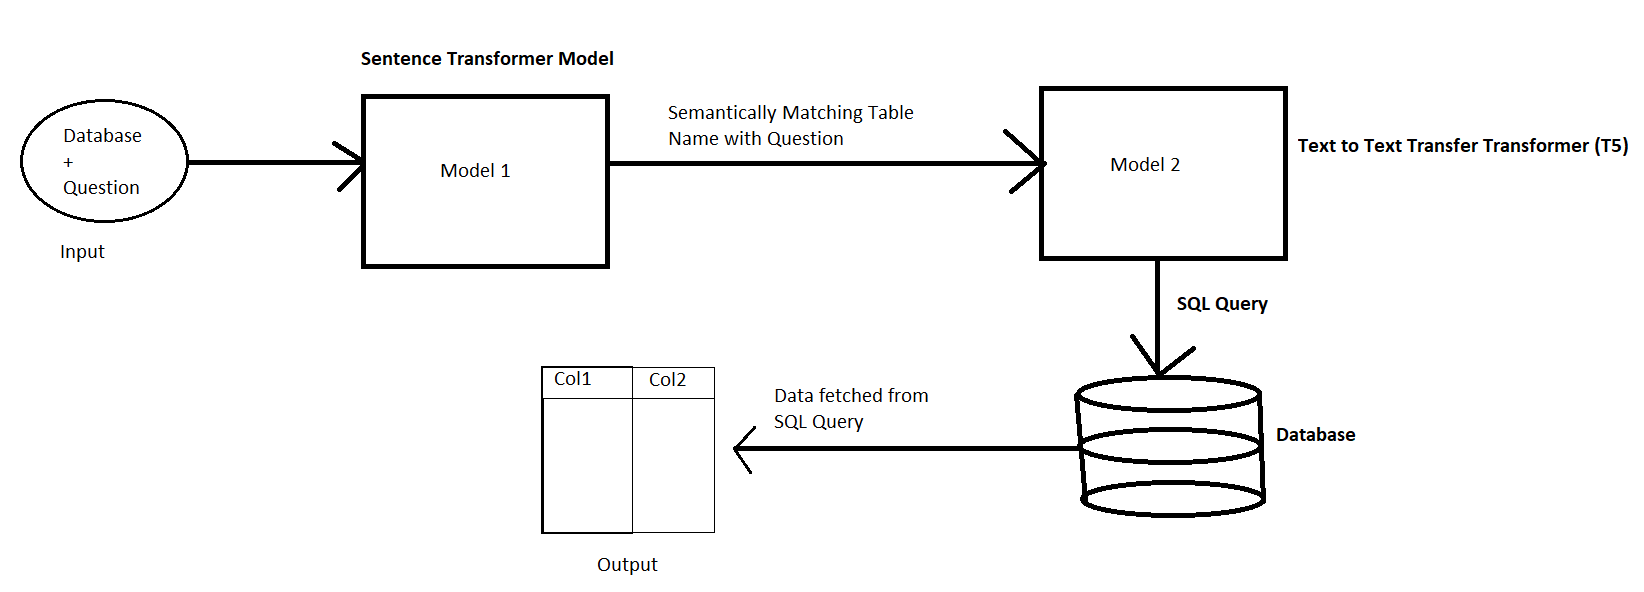 Sentence Transformer Model
Database
+
Question
Input
Model 1
Semantically Matching Table
Name with Question
Model 2
Text to Text Transfer Transformer (T5)
SQL Query
Database
Data fetched from
SQL Query
Col1 Col2
Output